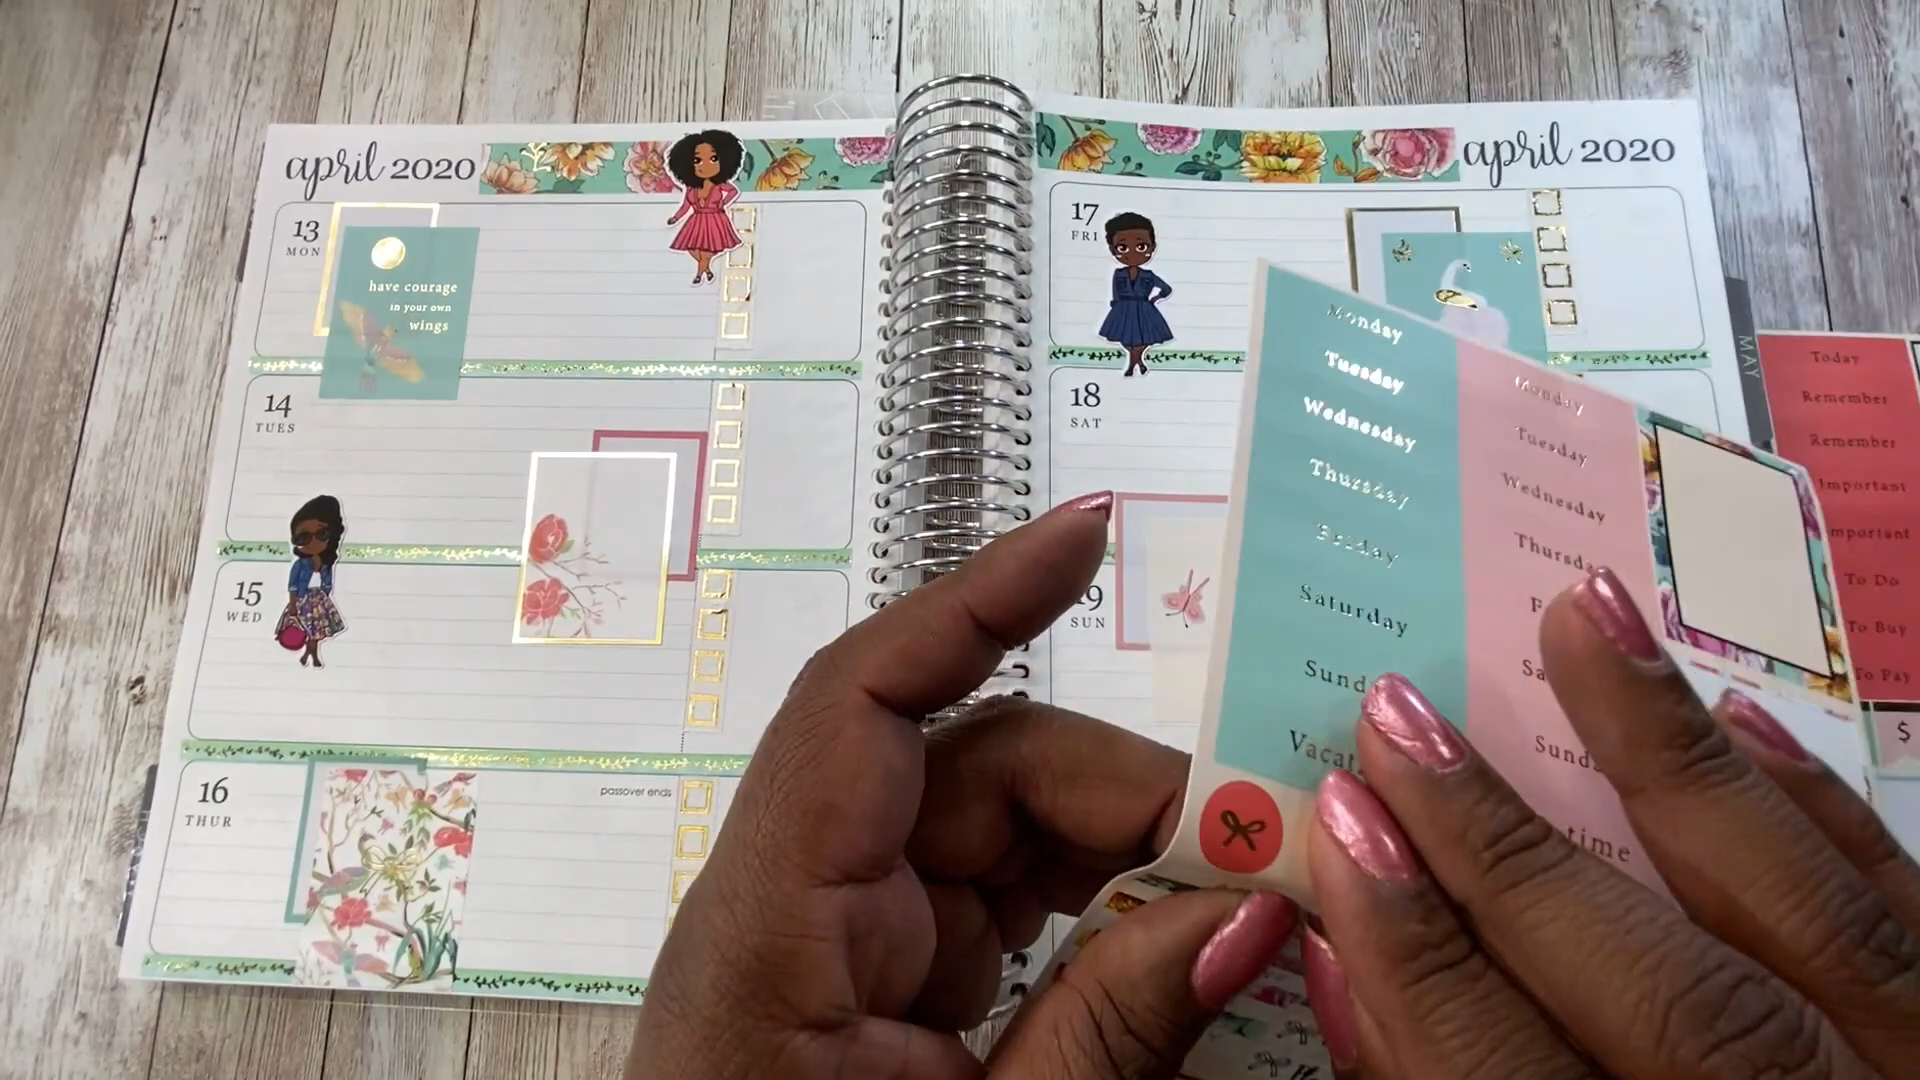 april 2020
13
MON
have courage
in your own
wings
14
TUES
15
WED
16
THUR
passover ends
april 2020
17
FRI
18
SAT
19
SUN
Monday
Tuesday
Wednesday
Thursday
Friday
Saturday
Monday
Tuesday
Wednesday
MAY
Today
Remember
Remember
Important
To Do
To Buy
To Pay
$